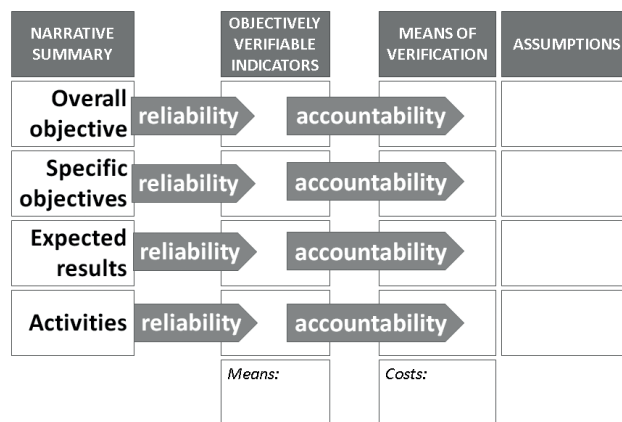 NARRATIVE
SUMMARY
OBJECTIVELY
VERIFIABLE
INDICATORS
MEANS OF
VERIFICATION
ASSUMPTIONS
Overall
objective
reliability
accountability
Specific
objectives
reliability
accountability
Expected
results
reliability
accountability
Activities
reliability
accountability
Means:
Costs: